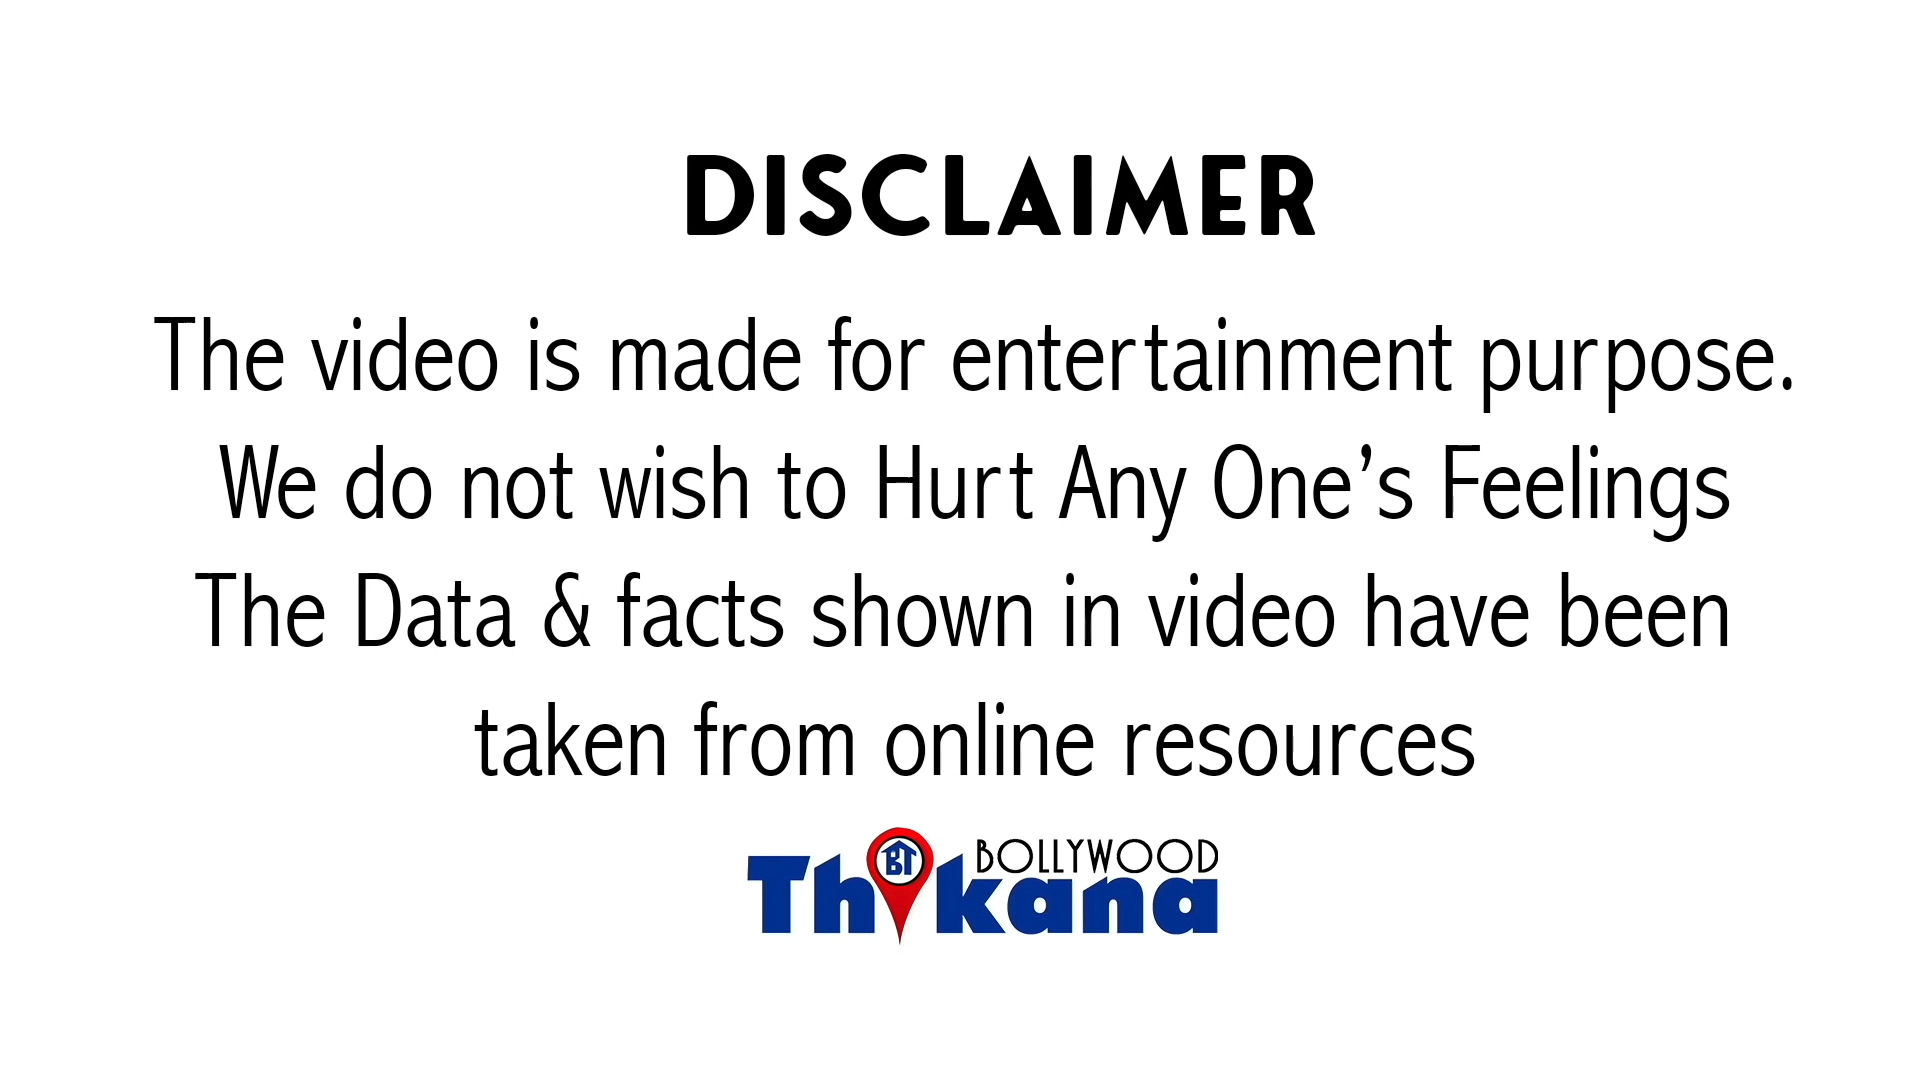 DISCLAIMER
The video is made for entertainment purpose.
We do not wish to Hurt Any One’s Feelings
The Data & facts shown in video have been
taken from online resources
BT
BOLLYWOOD
Thikana